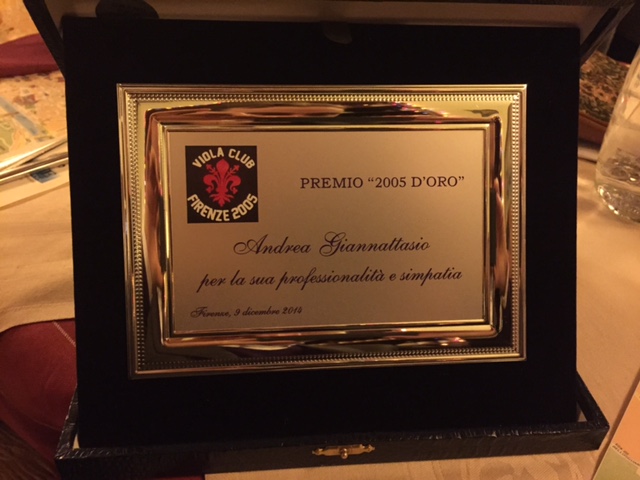 VIOLA CLUB
FIRENZE 2005
PREMIO "2005 D'ORO"
Andrea Giannattasio
per la sua professionalità e simpatia
Firenze, 9 dicembre 2014